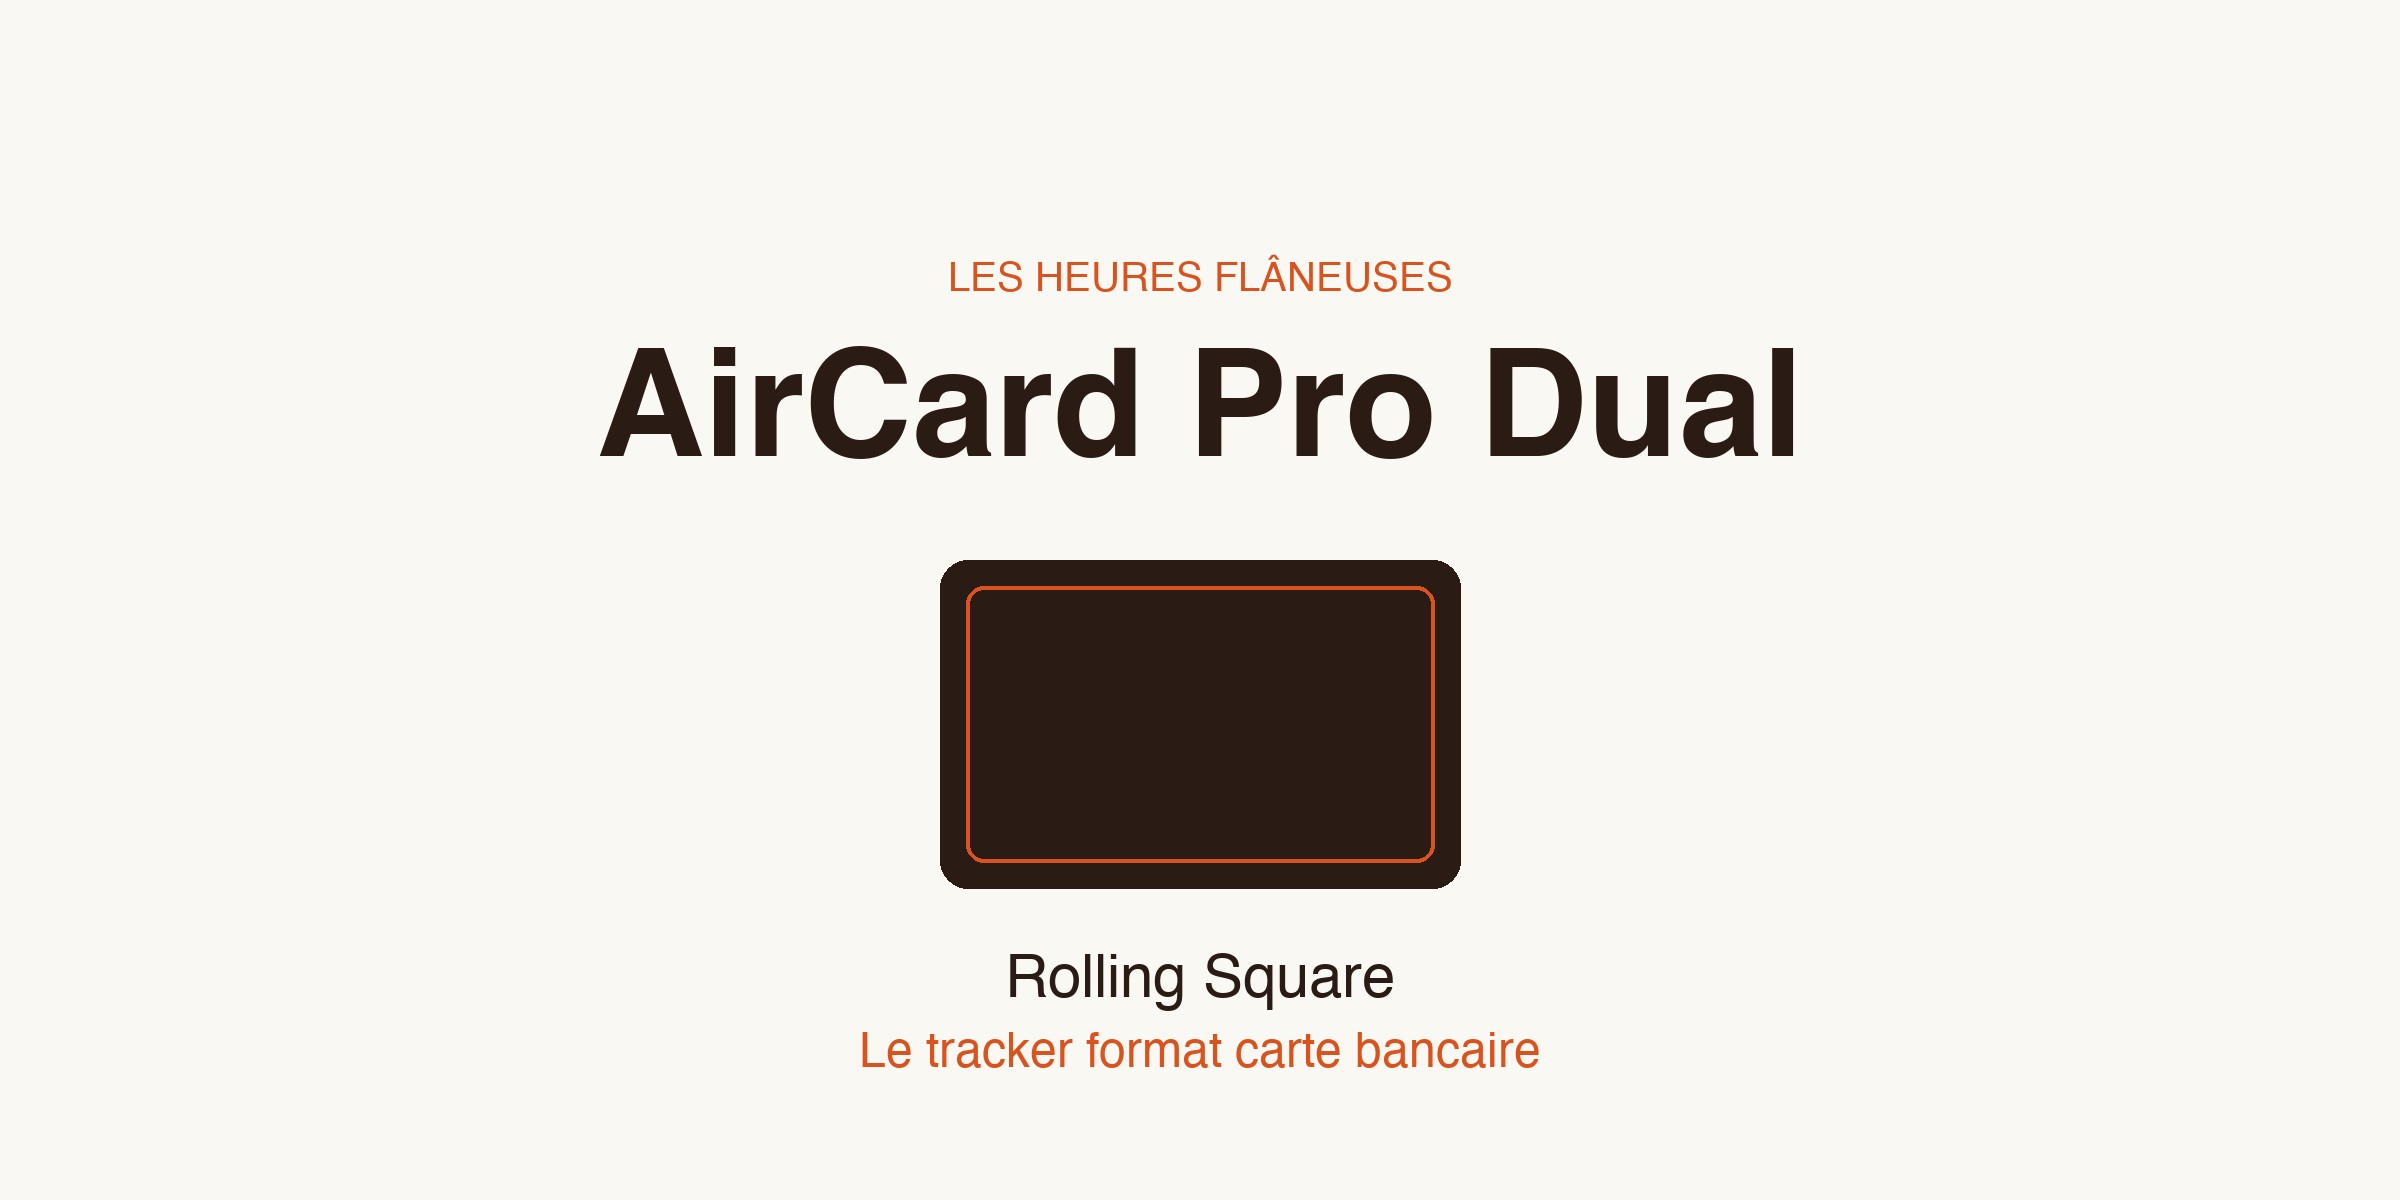 LES HEURES FLÂNEUSES
AirCard Pro Dual
Rolling Square
Le tracker format carte bancaire